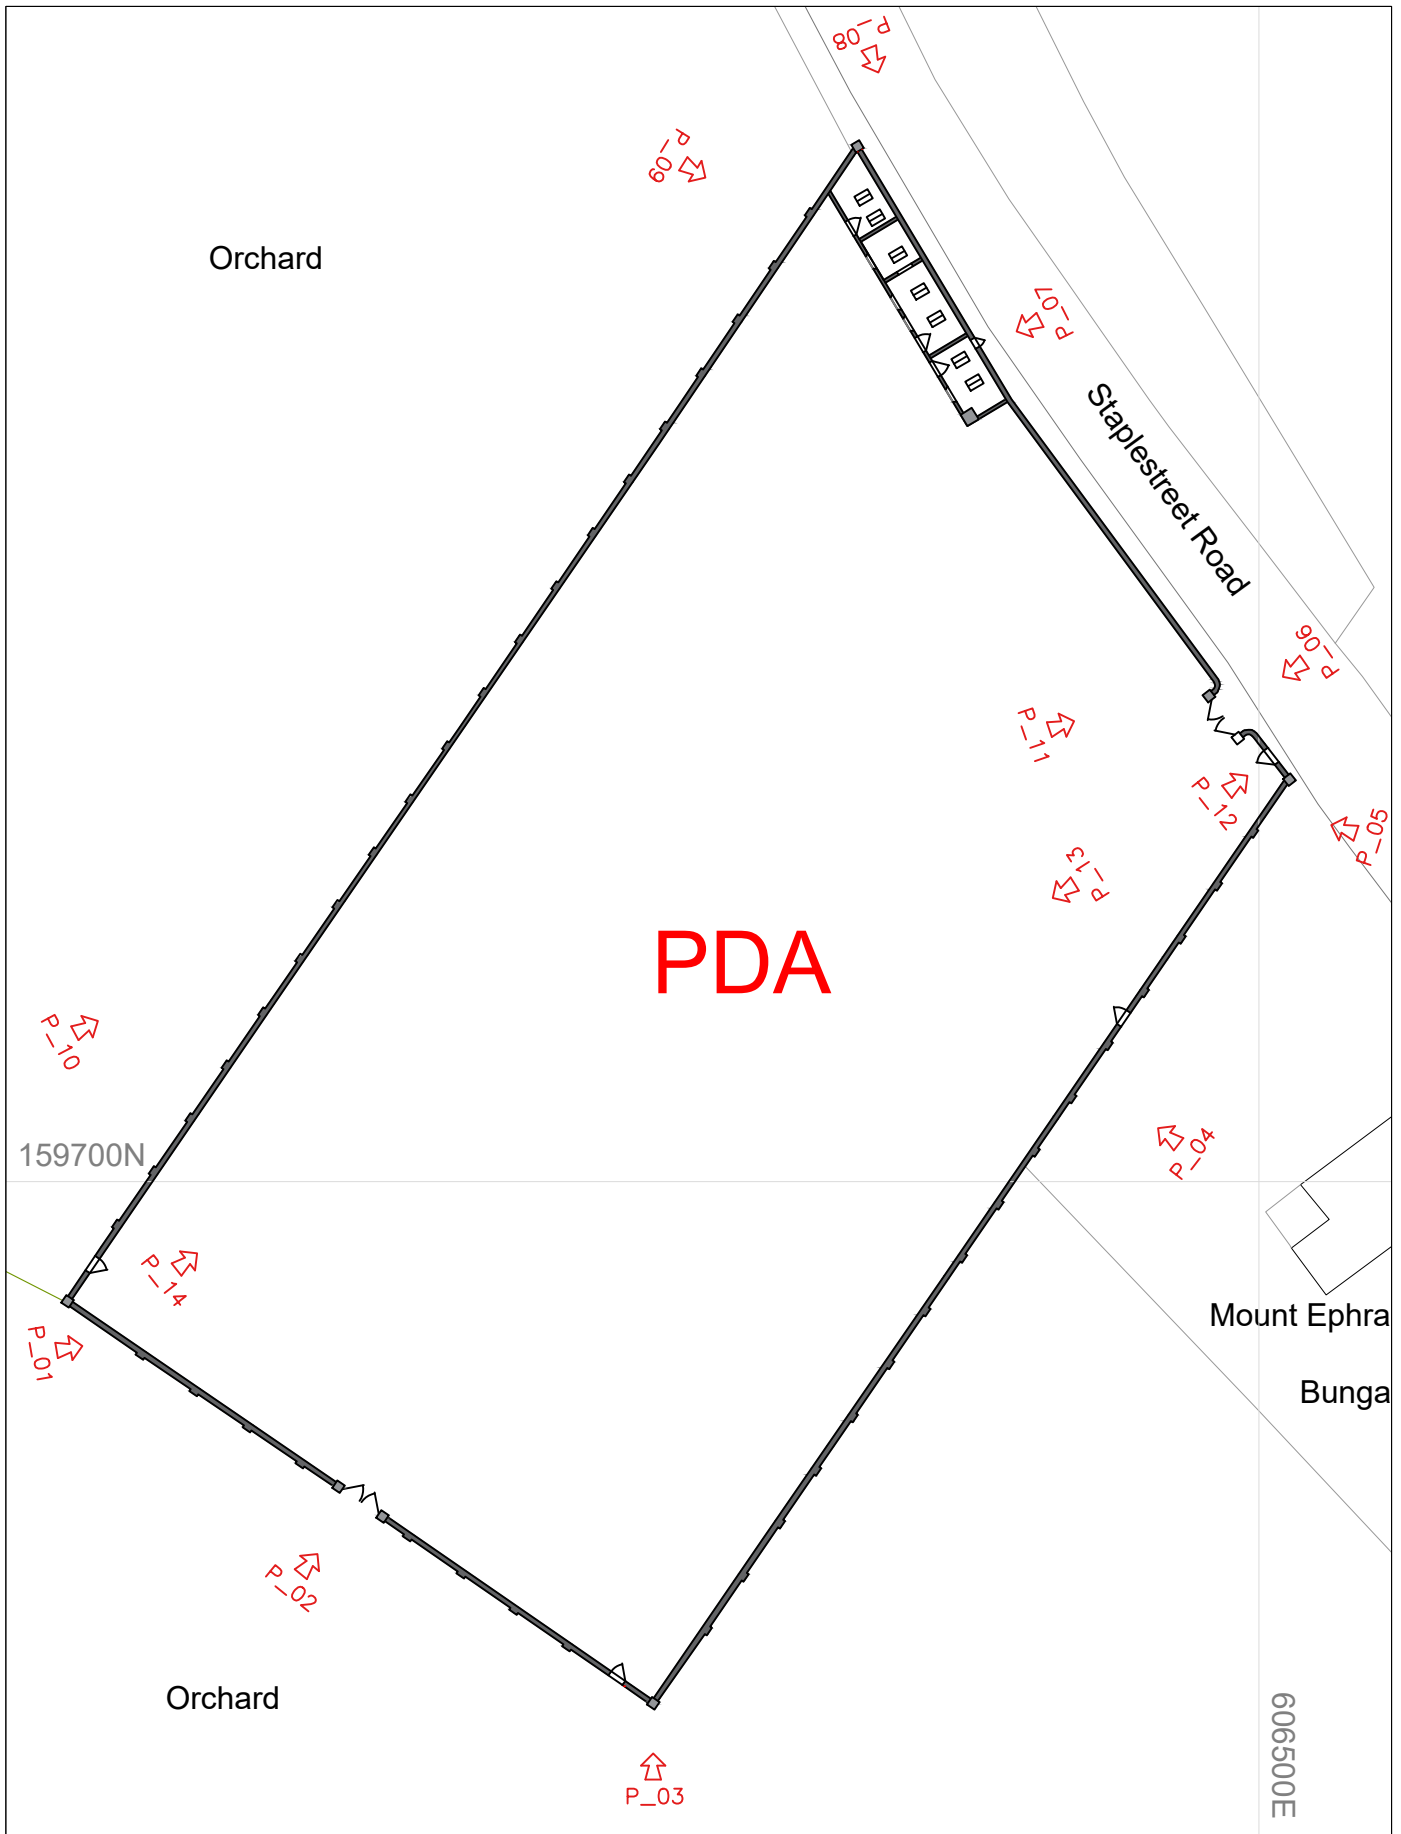 P_08
P_09
Orchard
P_07
Staplestreet Road
P_06
P_11
P_12
P_05
P_13
PDA
P_10
P_04
159700N
P_14
Mount Ephra
P_01
Bunga
P_02
Orchard
606500E
P_03